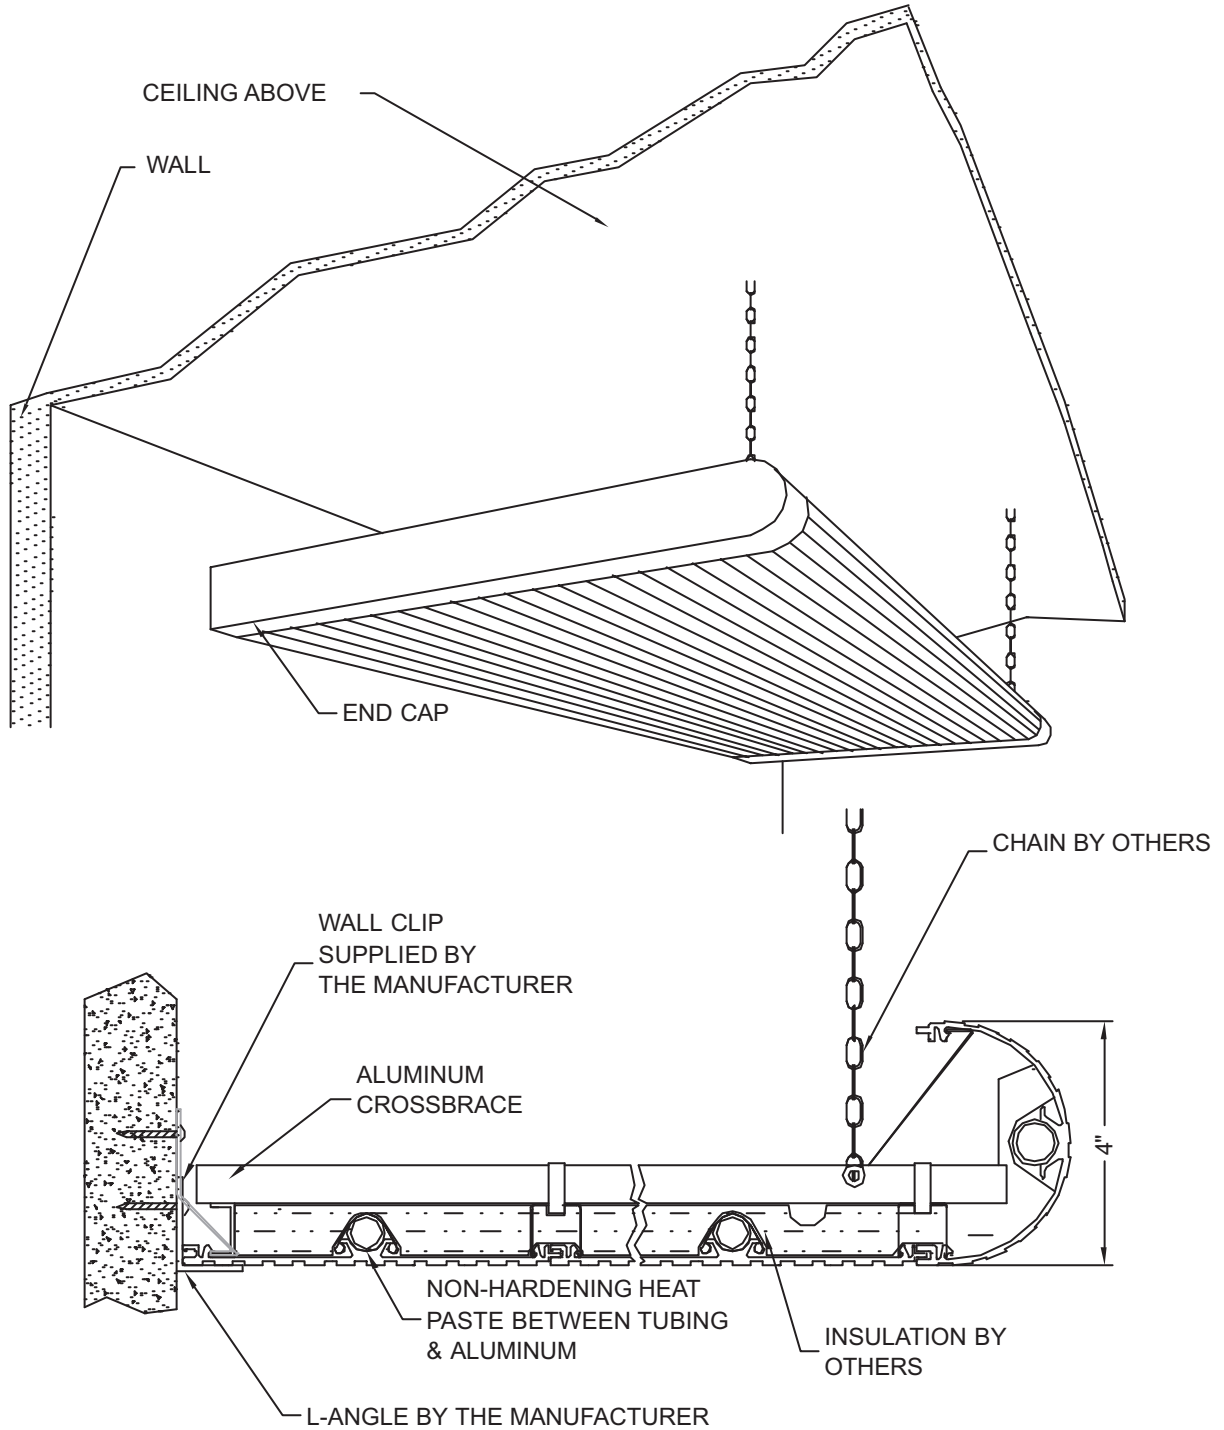 CEILING ABOVE
WALL
END CAP
CHAIN BY OTHERS
WALL CLIP
SUPPLIED BY
THE MANUFACTURER
ALUMINUM
CROSSBRACE
4"
NON-HARDENING HEAT
PASTE BETWEEN TUBING
& ALUMINUM
INSULATION BY
OTHERS
L-ANGLE BY THE MANUFACTURER